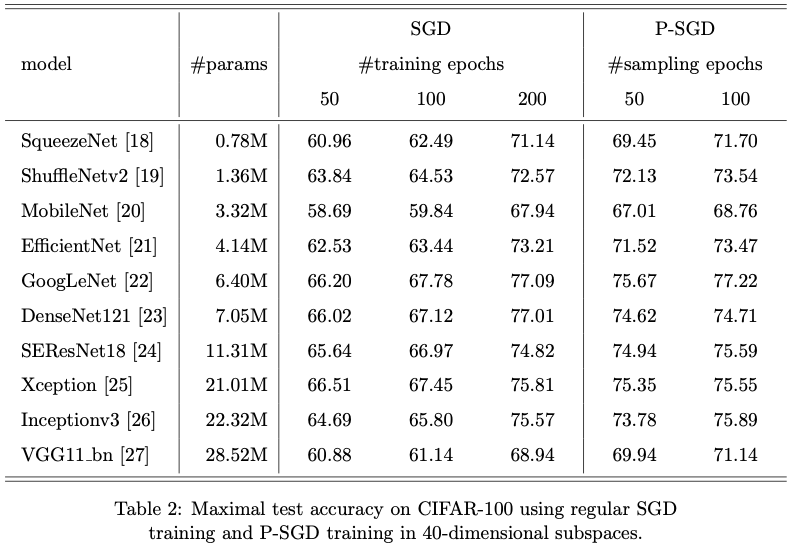 SGD P-SGD
model #params #training epochs #sampling epochs
50 100 200 50 100
SqueezeNet [18] 0.78M 60.96 62.49 71.14 69.45 71.70
ShuffleNetv2 [19] 1.36M 63.84 64.53 72.57 72.13 73.54
MobileNet [20] 3.32M 58.69 59.84 67.94 67.01 68.76
EfficientNet [21] 4.14M 62.53 63.44 73.21 71.52 73.47
GoogLeNet [22] 6.40M 66.20 67.78 77.09 75.67 77.22
DenseNet121 [23] 7.05M 66.02 67.12 77.01 74.62 74.71
SEResNet18 [24] 11.31M 65.64 66.97 74.82 74.94 75.59
Xception [25] 21.01M 66.51 67.45 75.81 75.35 75.55
Inceptionv3 [26] 22.32M 64.69 65.80 75.57 73.78 75.89
VGG11_bn [27] 28.52M 60.88 61.14 68.94 69.94 71.14
Table 2: Maximal test accuracy on CIFAR-100 using regular SGD
training and P-SGD training in 40-dimensional subspaces.